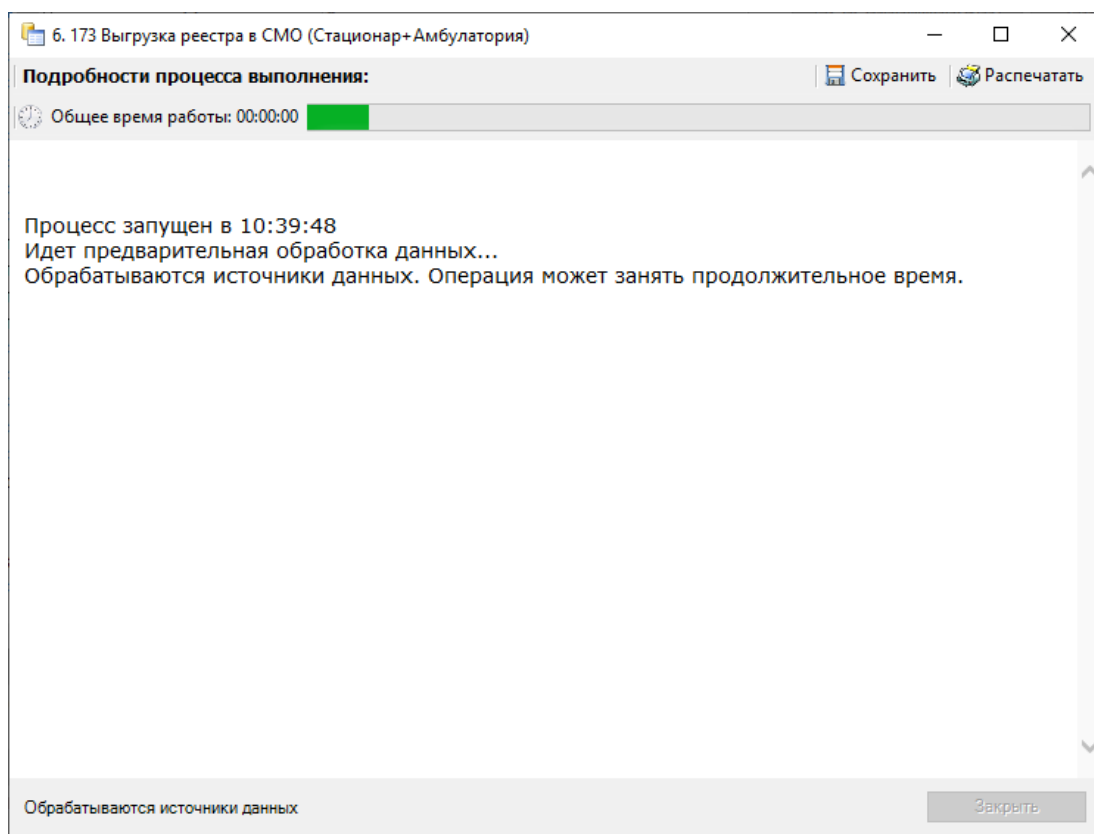 6. 173 Выгрузка реестра в СМО (Стационар+Амбулатория)
Подробности процесса выполнения:
Сохранить
Распечатать
Общее время работы: 00:00:00
Процесс запущен в 10:39:48
Идет предварительная обработка данных...
Обрабатываются источники данных. Операция может занять продолжительное время.
Обрабатываются источники данных
Закрыть